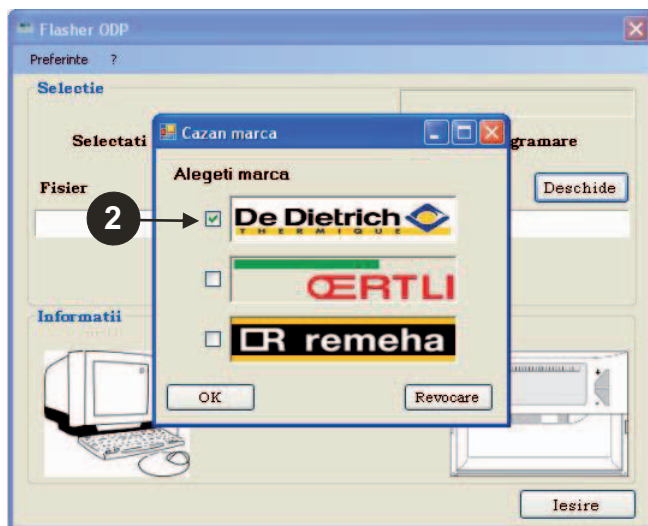 Flasher ODP
Preferinte ?
Selectie
Selectati
gramare
Fisier
Deschide
Cazan marca
Alegeti marca
2
De Dietrich
THERMIQUE
ŒRTLI
remeha
OK
Revocare
Informatii
Iesire